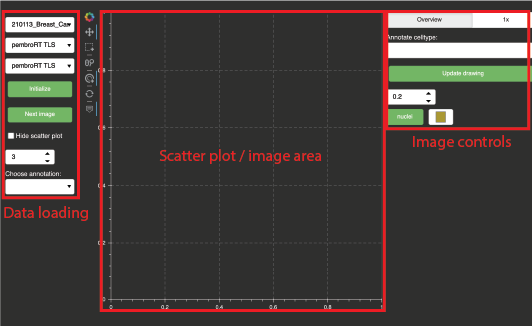 210113_Breast_Ca
pembroRT TLS
pembroRT TLS
Initialize
Next image
Hide scatter plot
3
Choose annotation:
Data loading
0.8
0.6
0.4
0.2
0
0
0.2
0.4
0.6
0.8
1
Scatter plot / image area
Overview
1x
Annotate celltype:
Update drawing
0.2
nuclei
Image controls